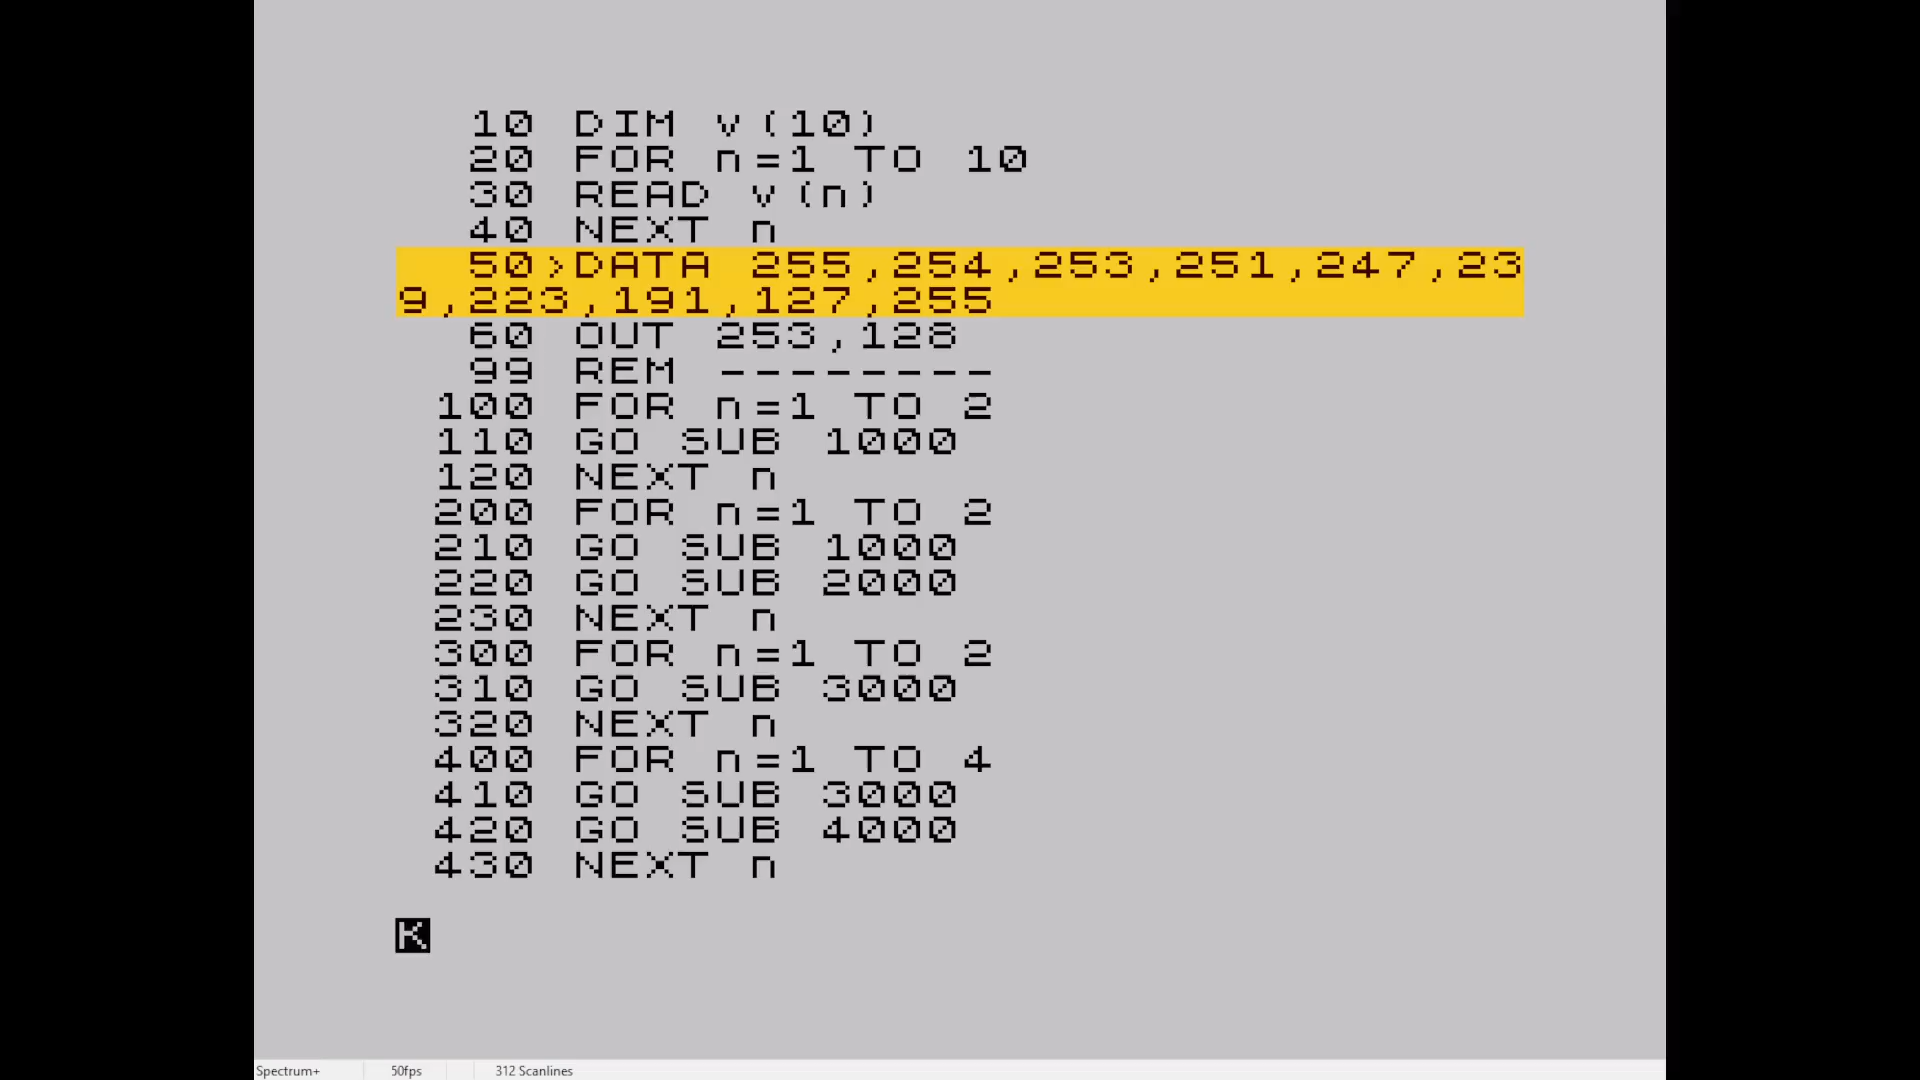 10 DIM v(10)
20 FOR n=1 TO 10
30 READ v(n)
40 NEXT n
50>DATA 255,254,253,251,247,23
9,223,191,127,255
60 OUT 253,128
99 REM --------
100 FOR n=1 TO 2
110 GO SUB 1000
120 NEXT n
200 FOR n=1 TO 2
210 GO SUB 1000
220 GO SUB 2000
230 NEXT n
300 FOR n=1 TO 2
310 GO SUB 3000
320 NEXT n
400 FOR n=1 TO 4
410 GO SUB 3000
420 GO SUB 4000
430 NEXT n
K
Spectrum+ 50fps 312 Scanlines